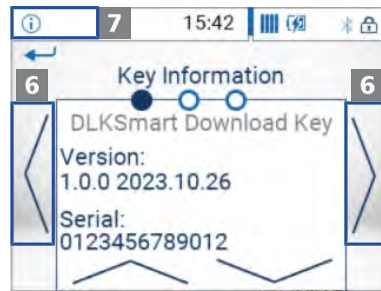 7
15:42
Key Information
6
6
DLKSmart Download Key
Version:
1.0.0 2023.10.26
Serial:
0123456789012